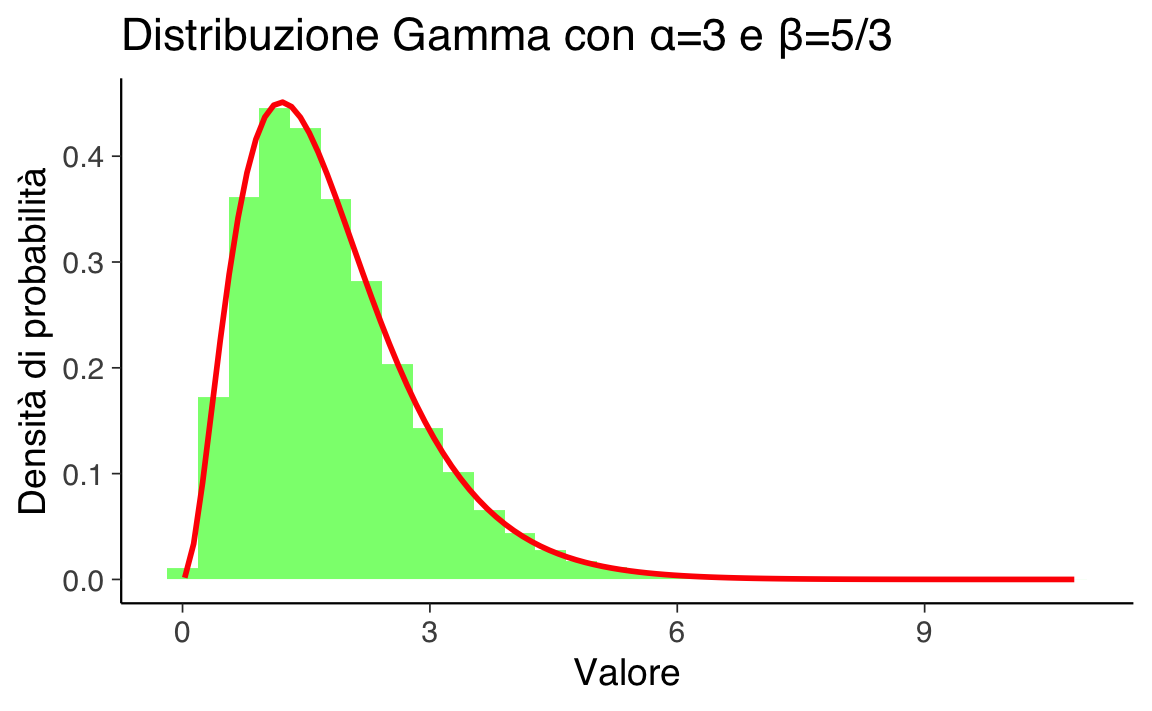 Distribuzione Gamma con α=3 e β=5/3
Densità di probabilità
0.4
0.3
0.2
0.1
0.0
0 3 6 9
Valore